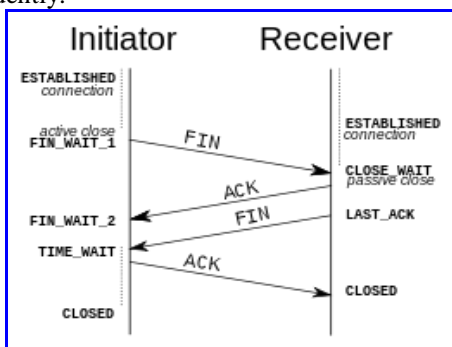 Initiator Receiver
ESTABLISHED
connection
active close
FIN_WAIT_1
FIN
ESTABLISHED
connection
CLOSE_WAIT
passive close
ACK
FIN_WAIT_2
FIN
LAST_ACK
TIME_WAIT
ACK
CLOSED
CLOSED